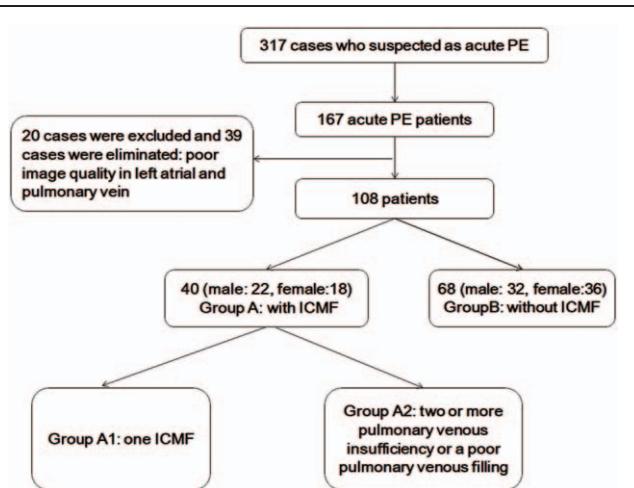 317 cases who suspected as acute PE
167 acute PE patients
20 cases were excluded and 39
cases were eliminated: poor
image quality in left atrial and
pulmonary vein
108 patients
40 (male: 22, female:18)
Group A: with ICMF
68 (male: 32, female:36)
GroupB: without ICMF
Group A1: one ICMF
Group A2: two or more
pulmonary venous
insufficiency or a poor
pulmonary venous filling